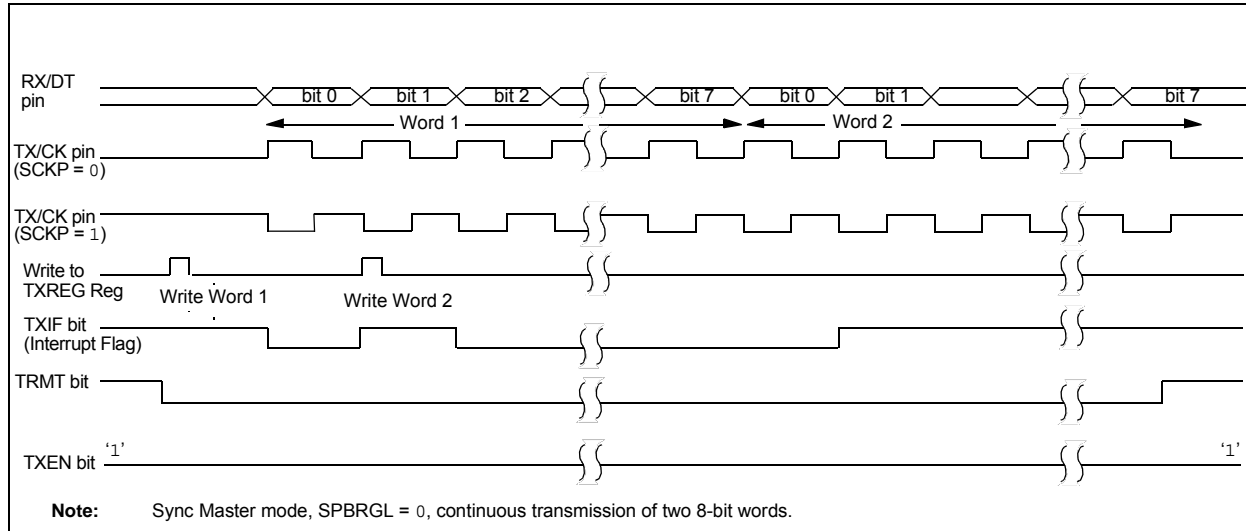 RX/DT
pin
bit 0 bit 1 bit 2 bit 7 bit 0 bit 1 bit 7
Word 1 Word 2
TX/CK pin
(SCKP = 0)
TX/CK pin
(SCKP = 1)
Write to
TXREG Reg
Write Word 1 Write Word 2
TXIF bit
(Interrupt Flag)
TRMT bit
TXEN bit '1' '1'
Note: Sync Master mode, SPBRGL = 0, continuous transmission of two 8-bit words.